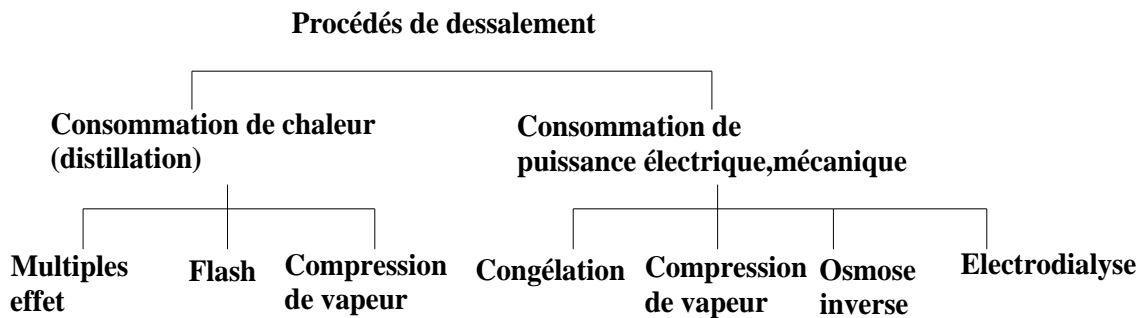 Procédés de dessalement
Consommation de chaleur
(distillation)
Consommation de
puissance électrique,mécanique
Multiples
effet
Flash
Compression
de vapeur
Congélation
Compression
de vapeur
Osmose
inverse
Electrodialyse